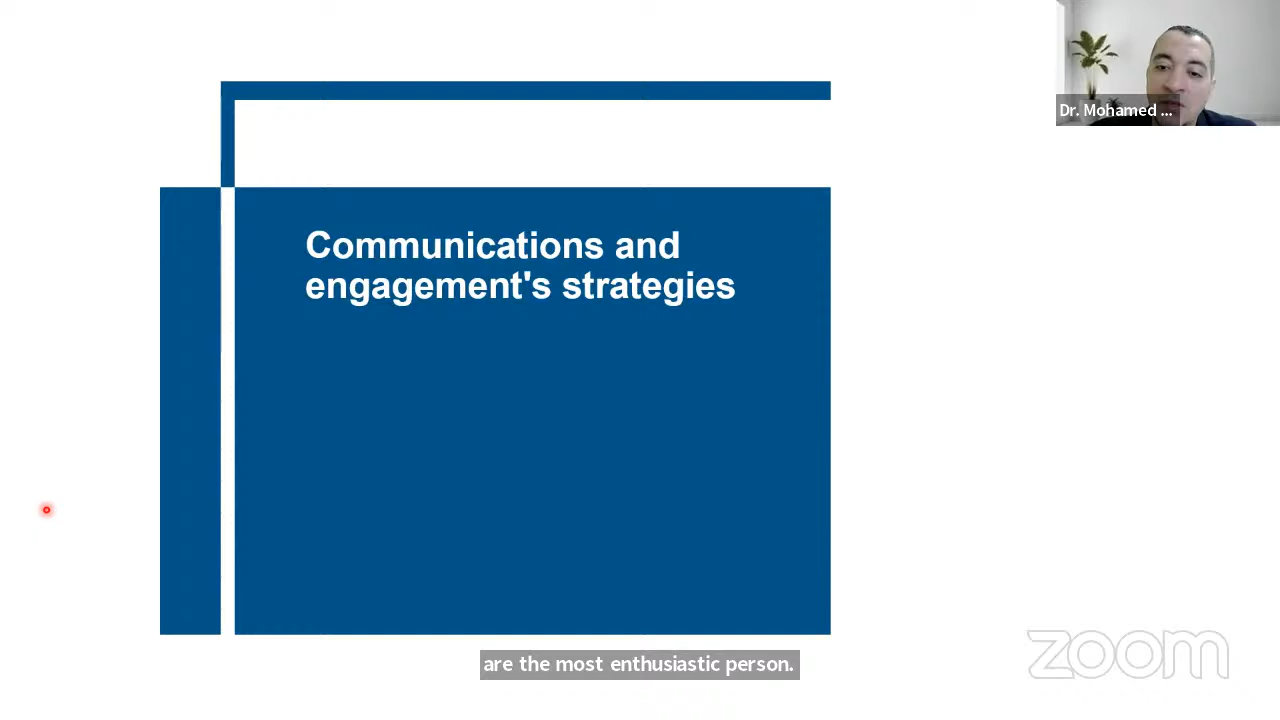 Dr. Mohamed ...
Communications and
engagement's strategies
are the most enthusiastic person.
zoom